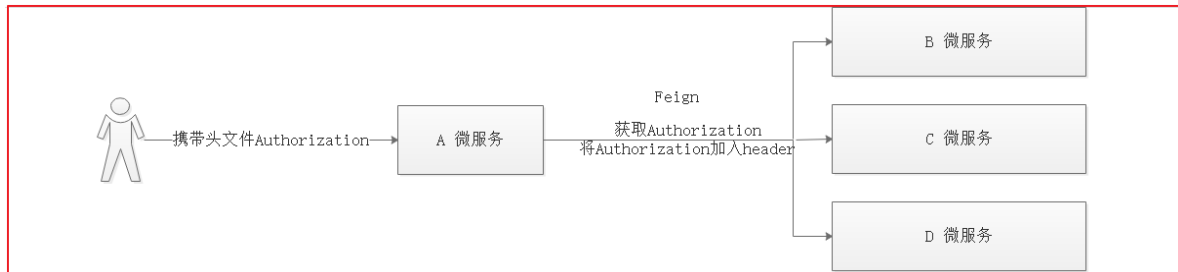 携带头文件Authorization
A 微服务
Feign
获取Authorization
将Authorization加入header
B 微服务
C 微服务
D 微服务